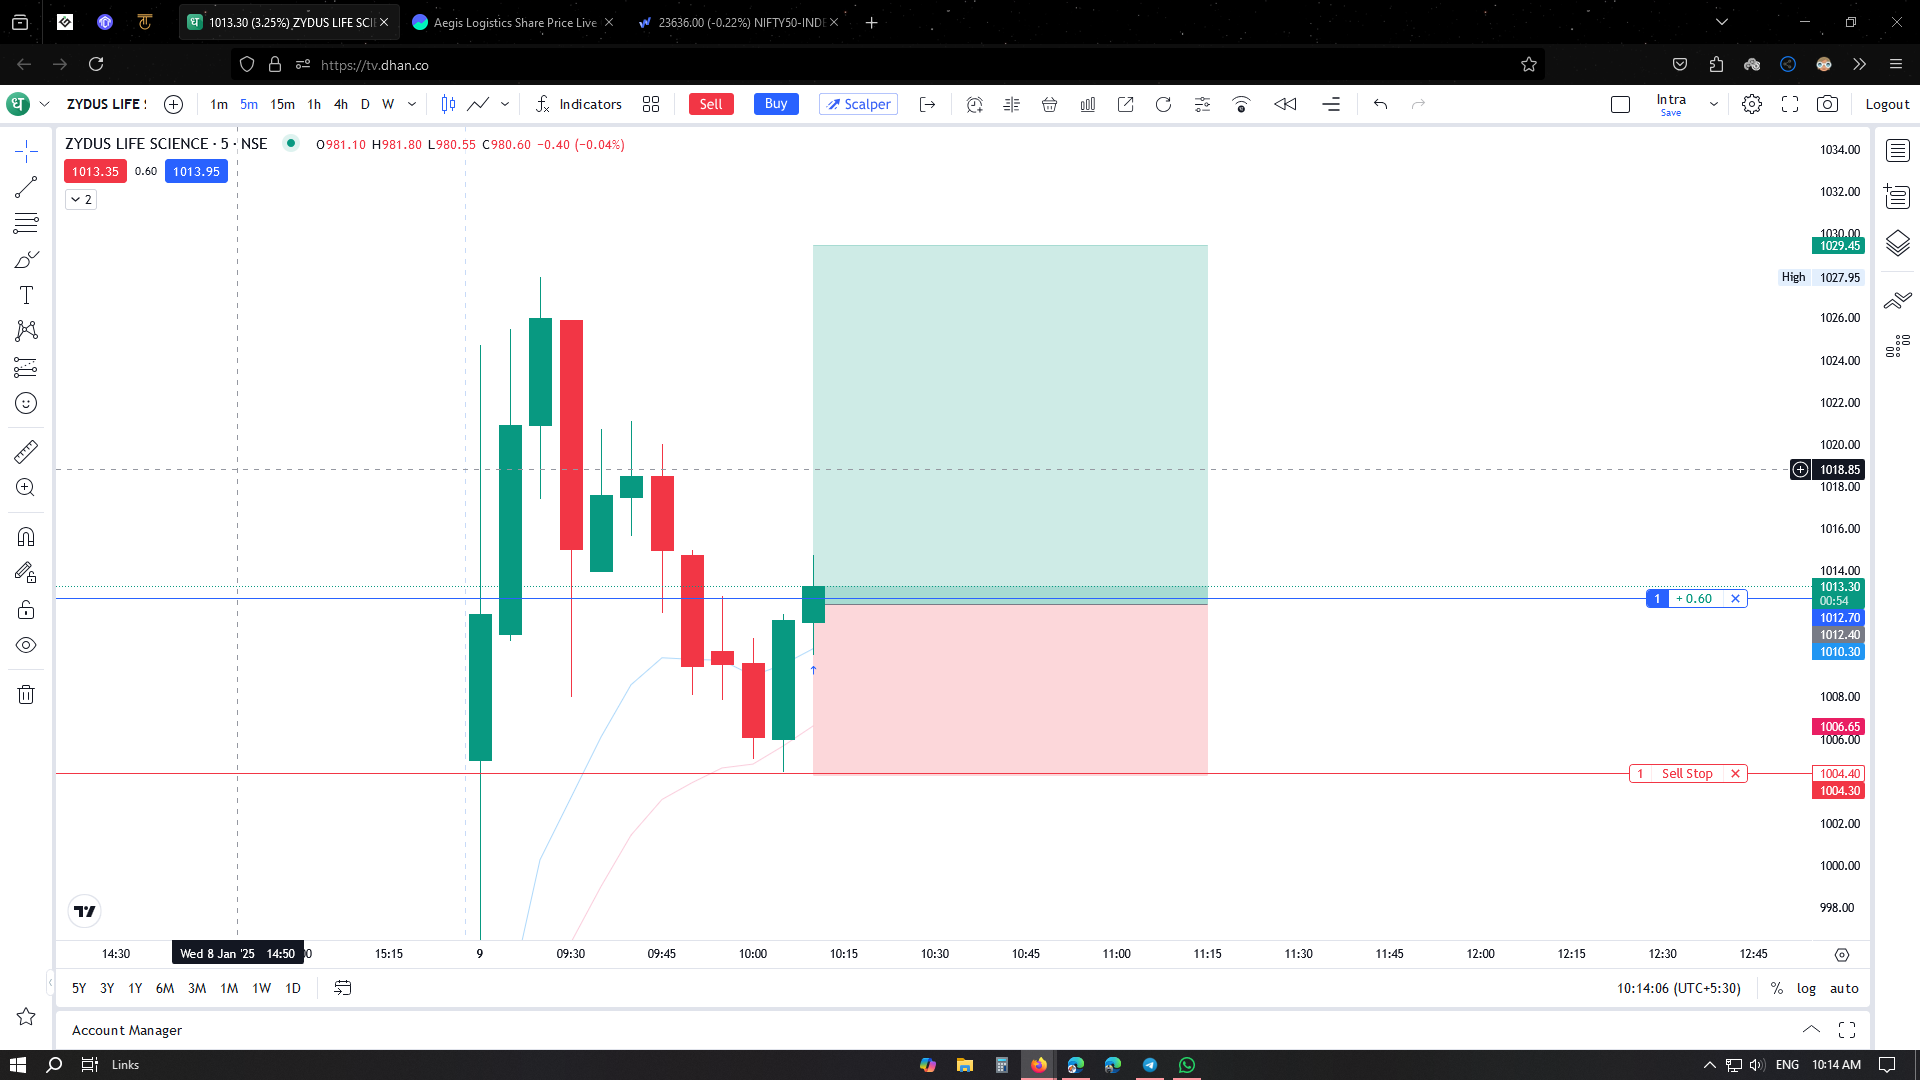 1013.30 (3.25%) ZYDUS LIFE SCIE
Aegis Logistics Share Price Live
23636.00 (-0.22%) NIFTY50-INDE
https://tv.dhan.co
ZYDUS LIFE S
1m 5m 15m 1h 4h D W
Indicators
Sell
Buy
Scalper
Intra
Save
Logout
ZYDUS LIFE SCIENCE · 5 · NSE
O981.10 H981.80 L980.55 C980.60 −0.40 (−0.04%)
1013.35 0.60 1013.95
2
1034.00
1032.00
1030.00
1029.45
High 1027.95
1026.00
1024.00
1022.00
1020.00
1018.85
1018.00
1016.00
1014.00
1013.30
00:54
1 + 0.60
1012.70
1012.40
1010.30
1008.00
1006.65
1006.00
1 Sell Stop 1004.40
1004.30
1002.00
1000.00
998.00
14:30 Wed 8 Jan '25 14:50 15:15 9 09:30 09:45 10:00 10:15 10:30 10:45 11:00 11:15 11:30 11:45 12:00 12:15 12:30 12:45
5Y 3Y 1Y 6M 3M 1M 1W 1D
10:14:06 (UTC+5:30) % log auto
Account Manager
Links
ENG 10:14 AM